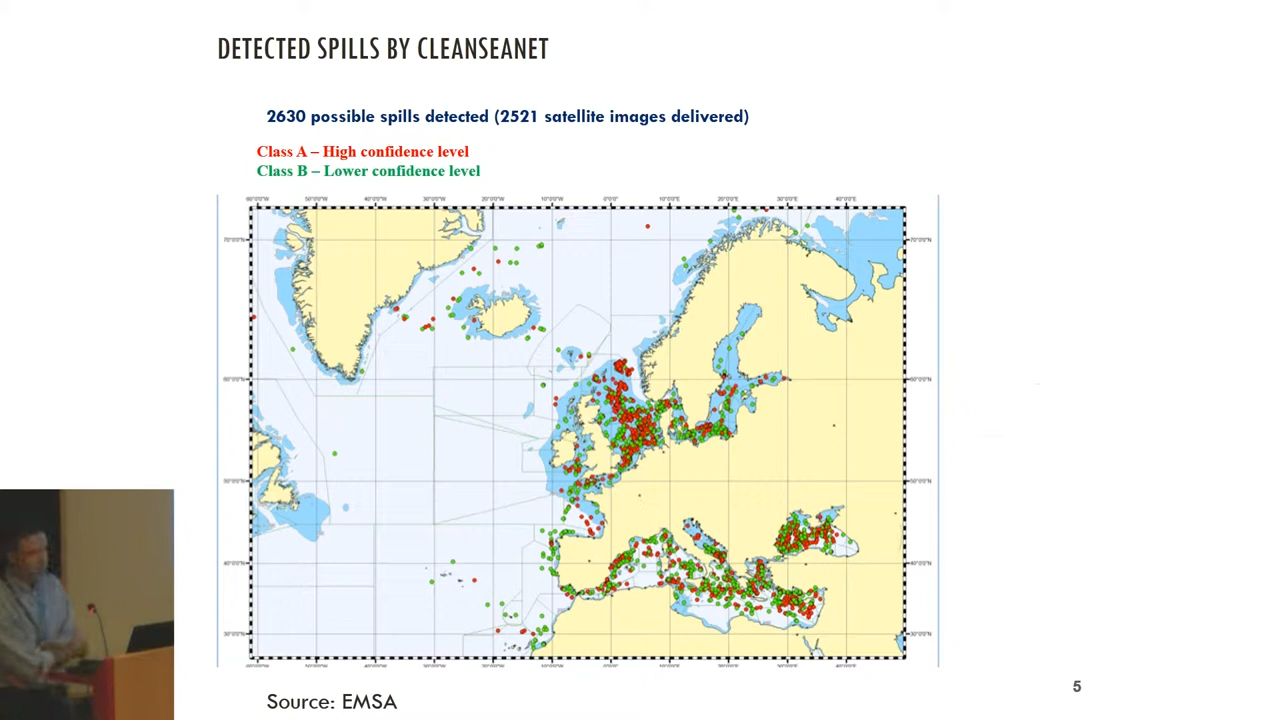 DETECTED SPILLS BY CLEANSEANET
2630 possible spills detected (2521 satellite images delivered)
Class A – High confidence level
Class B – Lower confidence level
Source: EMSA
5